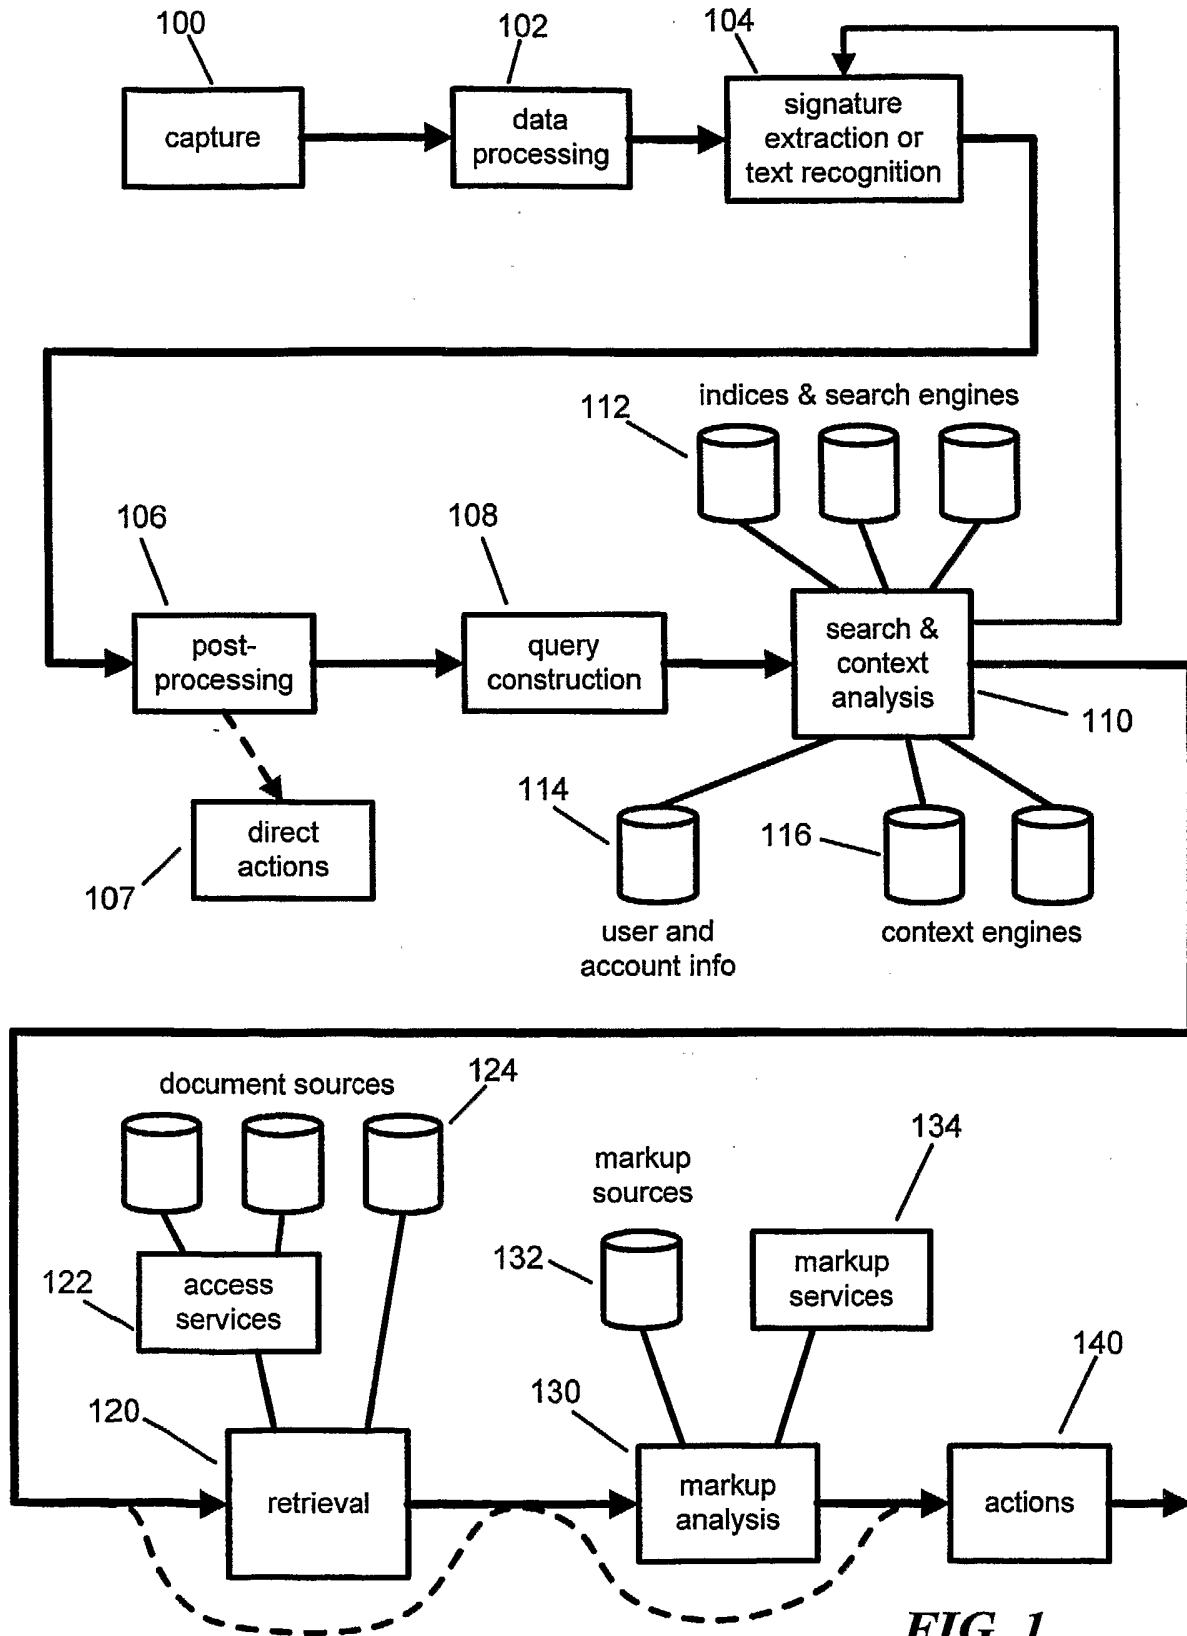 100
102
104
capture
data
processing
signature
extraction or
text recognition
indices & search engines
112
106
108
post-
processing
query
construction
search &
context
analysis
110
direct
actions
107
114
116
user and
account info
context engines
document sources
124
134
markup
sources
132
markup
services
122
access
services
140
120
130
retrieval
markup
analysis
actions
FIG. 1